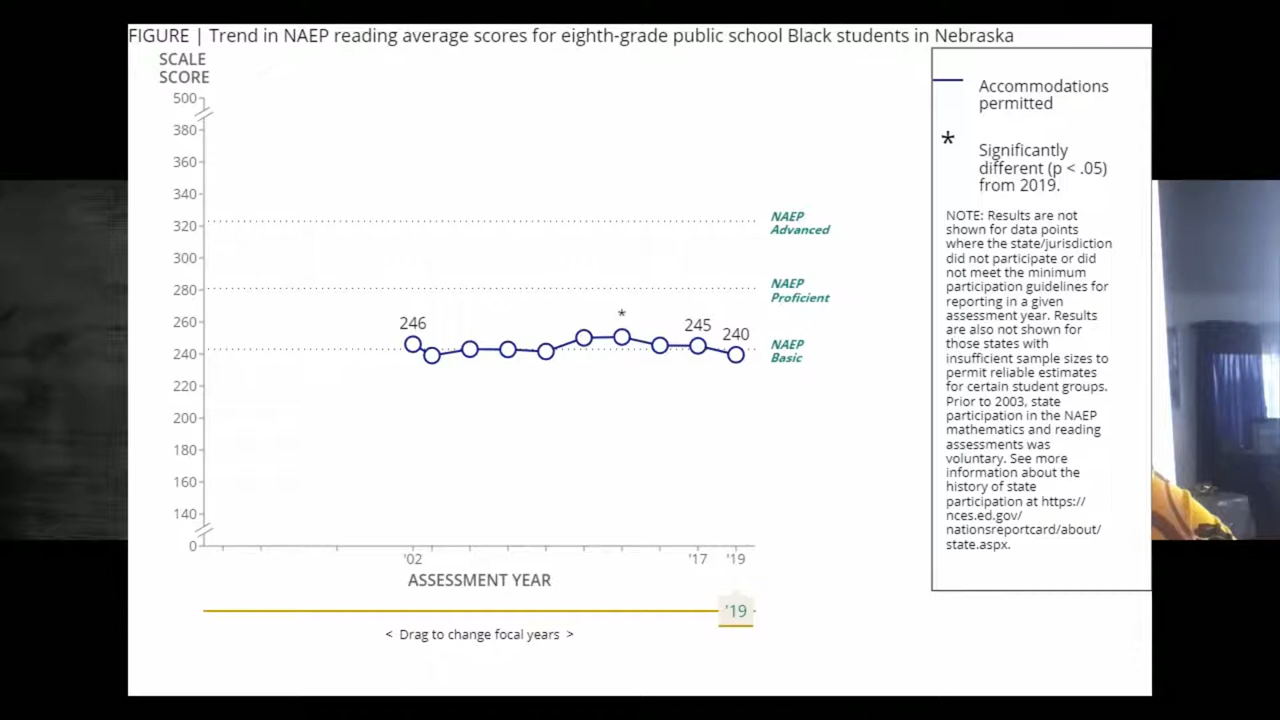 FIGURE | Trend in NAEP reading average scores for eighth-grade public school Black students in Nebraska
SCALE
SCORE
500
380
360
340
320
300
280
260
240
220
200
180
160
140
0
NAEP
Advanced
NAEP
Proficient
NAEP
Basic
246
*
245
240
'02
'17
'19
ASSESSMENT YEAR
'19
< Drag to change focal years >
Accommodations
permitted
*
Significantly
different (p < .05)
from 2019.
NOTE: Results are not
shown for data points
where the state/jurisdiction
did not participate or did
not meet the minimum
participation guidelines for
reporting in a given
assessment year. Results
are also not shown for
those states with
insufficient sample sizes to
permit reliable estimates
for certain student groups.
Prior to 2003, state
participation in the NAEP
mathematics and reading
assessments was
voluntary. See more
information about the
history of state
participation at https://
nces.ed.gov/
nationsreportcard/about/
state.aspx.